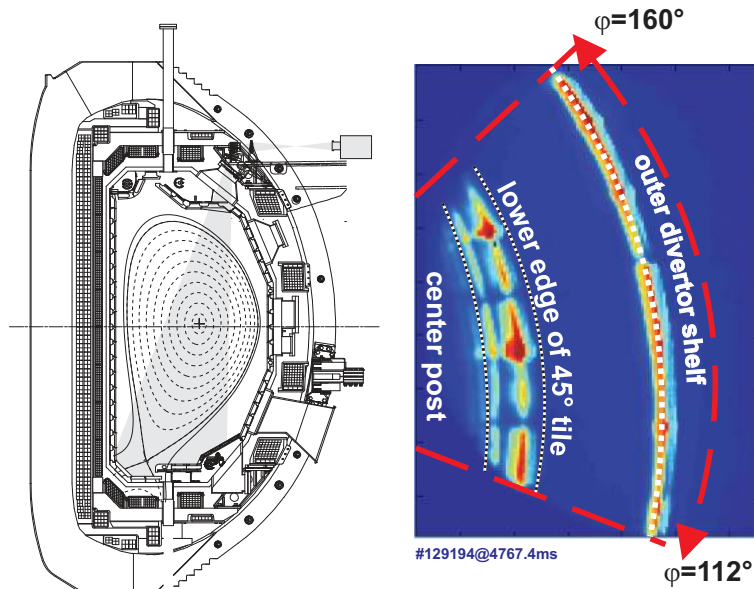 φ=160°
outer divertor shelf
lower edge of 45° tile
center post
#129194@4767.4ms
φ=112°